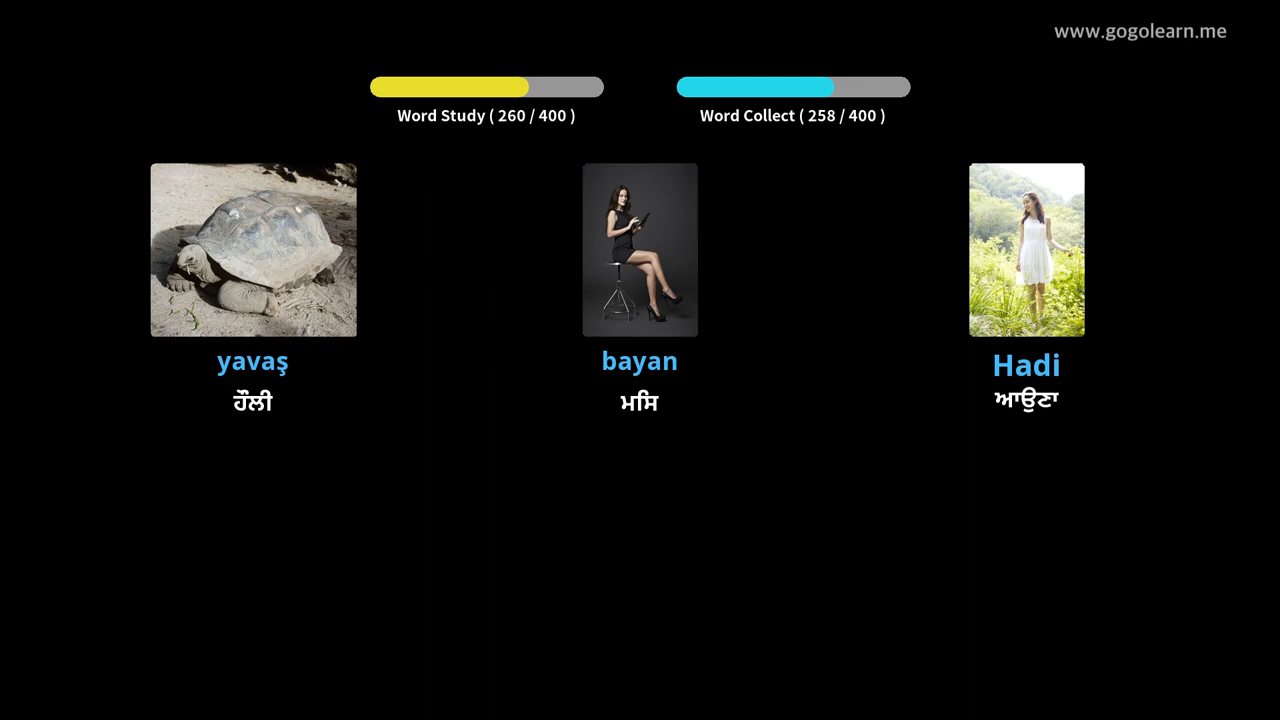 www.gogolearn.me
Word Study ( 260 / 400 )
Word Collect ( 258 / 400 )
yavaş
bayan
Hadi
ਹੌਲੀ
ਮਸਿ
ਆਉਣਾ